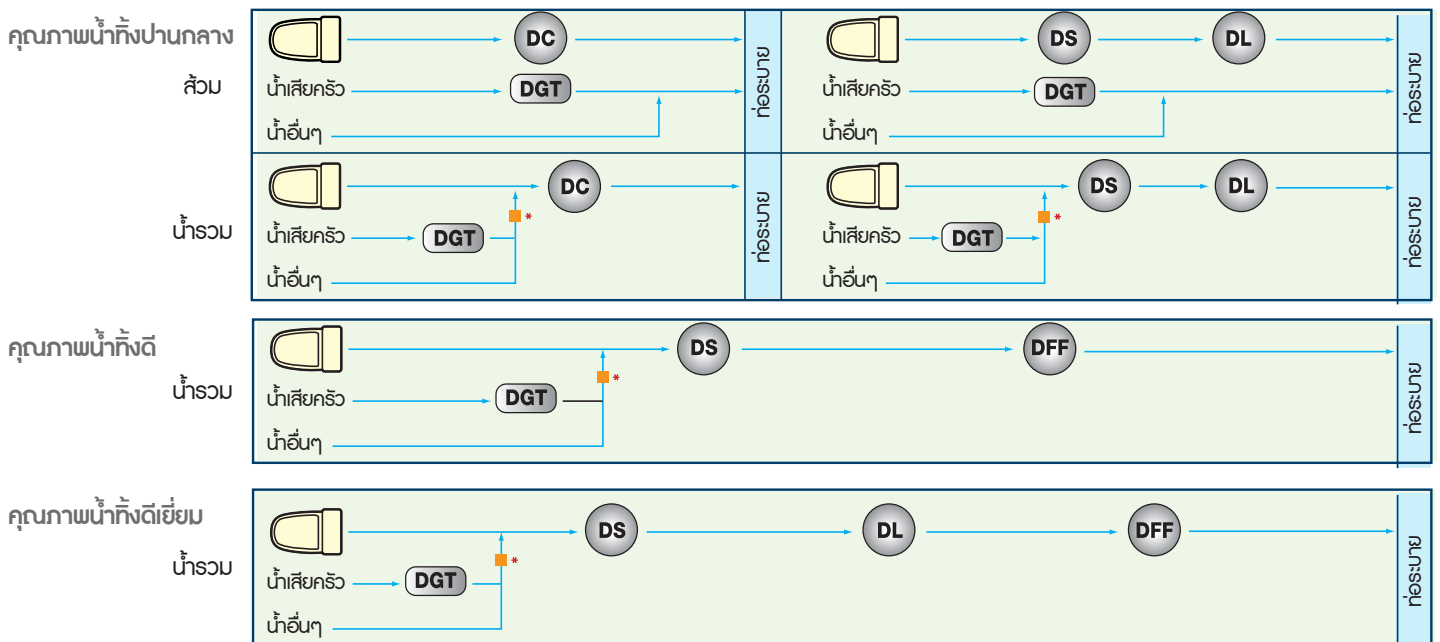 คุณภาพน้ำทิ้งปานกลาง
ส้วม
DC
น้ำเสียครัว
DGT
น้ำอื่นๆ
ท่อระบาย
DS
DL
น้ำเสียครัว
DGT
น้ำอื่นๆ
ท่อระบาย
น้ำรวม
DC
*
น้ำเสียครัว
DGT
น้ำอื่นๆ
ท่อระบาย
DS
DL
*
น้ำเสียครัว
DGT
น้ำอื่นๆ
ท่อระบาย
คุณภาพน้ำทิ้งดี
น้ำรวม
DS
DFF
*
น้ำเสียครัว
DGT
น้ำอื่นๆ
ท่อระบาย
คุณภาพน้ำทิ้งดีเยี่ยม
น้ำรวม
DS
DL
DFF
*
น้ำเสียครัว
DGT
น้ำอื่นๆ
ท่อระบาย